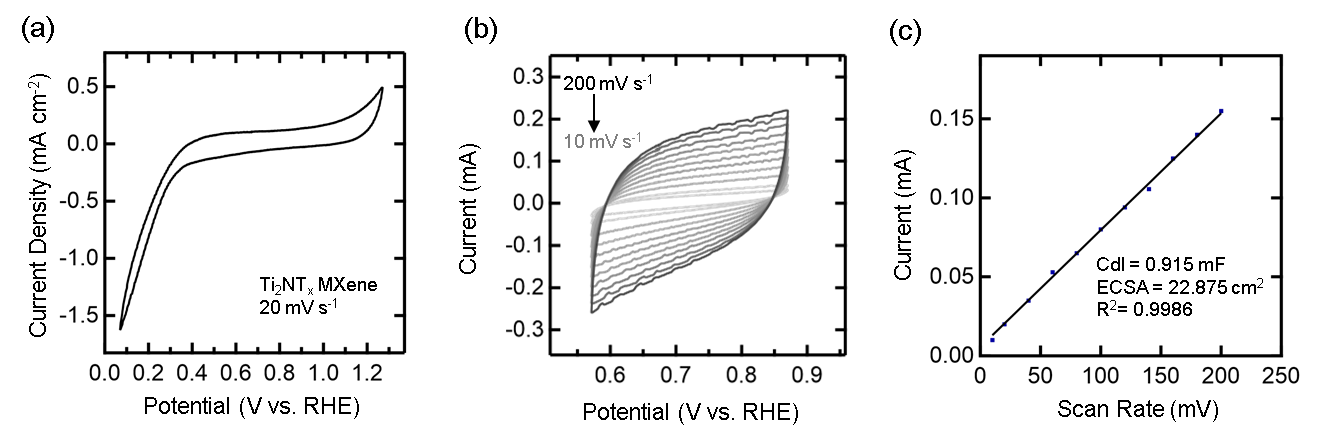 (a)
0.5
0.0
-0.5
-1.0
-1.5
Current Density (mA cm-2)
Ti2NTx MXene
20 mV s-1
0.0 0.2 0.4 0.6 0.8 1.0 1.2
Potential (V vs. RHE)
(b)
0.3
0.2
0.1
0.0
-0.1
-0.2
-0.3
Current (mA)
200 mV s-1
10 mV s-1
0.6 0.7 0.8 0.9
Potential (V vs. RHE)
(c)
0.15
0.10
0.05
0.00
Current (mA)
Cdl = 0.915 mF
ECSA = 22.875 cm2
R2= 0.9986
0 50 100 150 200 250
Scan Rate (mV)